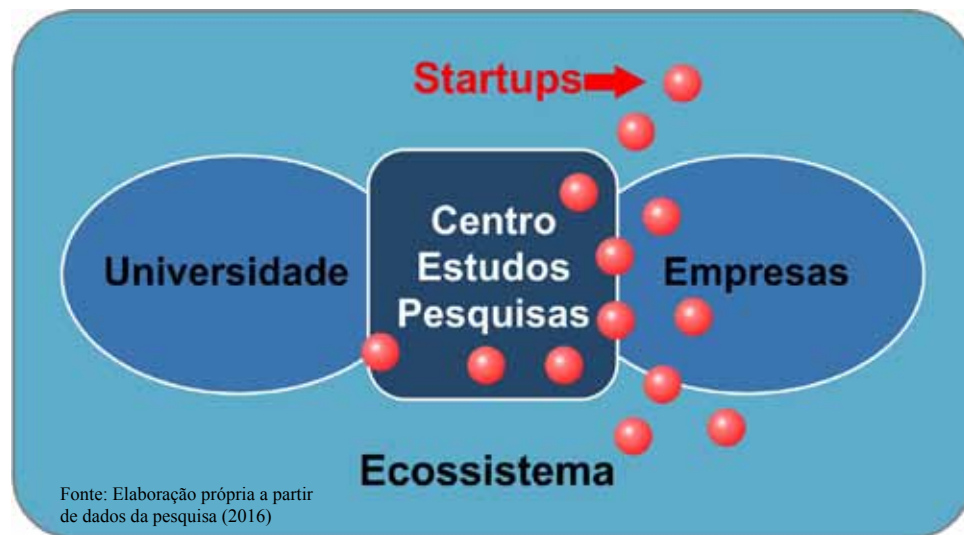 Startups
Universidade
Centro
Estudos
Pesquisas
Empresas
Ecossistema
Fonte: Elaboração própria a partir
de dados da pesquisa (2016)